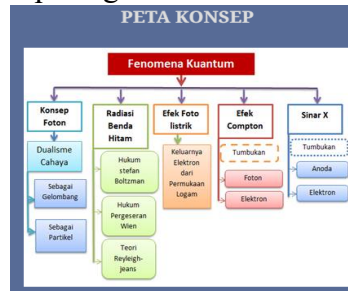 PETA KONSEP
Fenomena Kuantum
Konsep
Foton
Dualisme
Cahaya
Sebagai
Gelombang
Sebagai
Partikel
Radiasi
Benda
Hitam
Hukum
stefan
Boltzman
Hukum
Pergeseran
Wien
Teori
Reyleigh-
jeans
Efek Foto
listrik
Keluarnya
Elektron
dari
Permukaan
Logam
Efek
Compton
Tumbukan
Foton
Elektron
Sinar X
Tumbukan
Anoda
Elektron